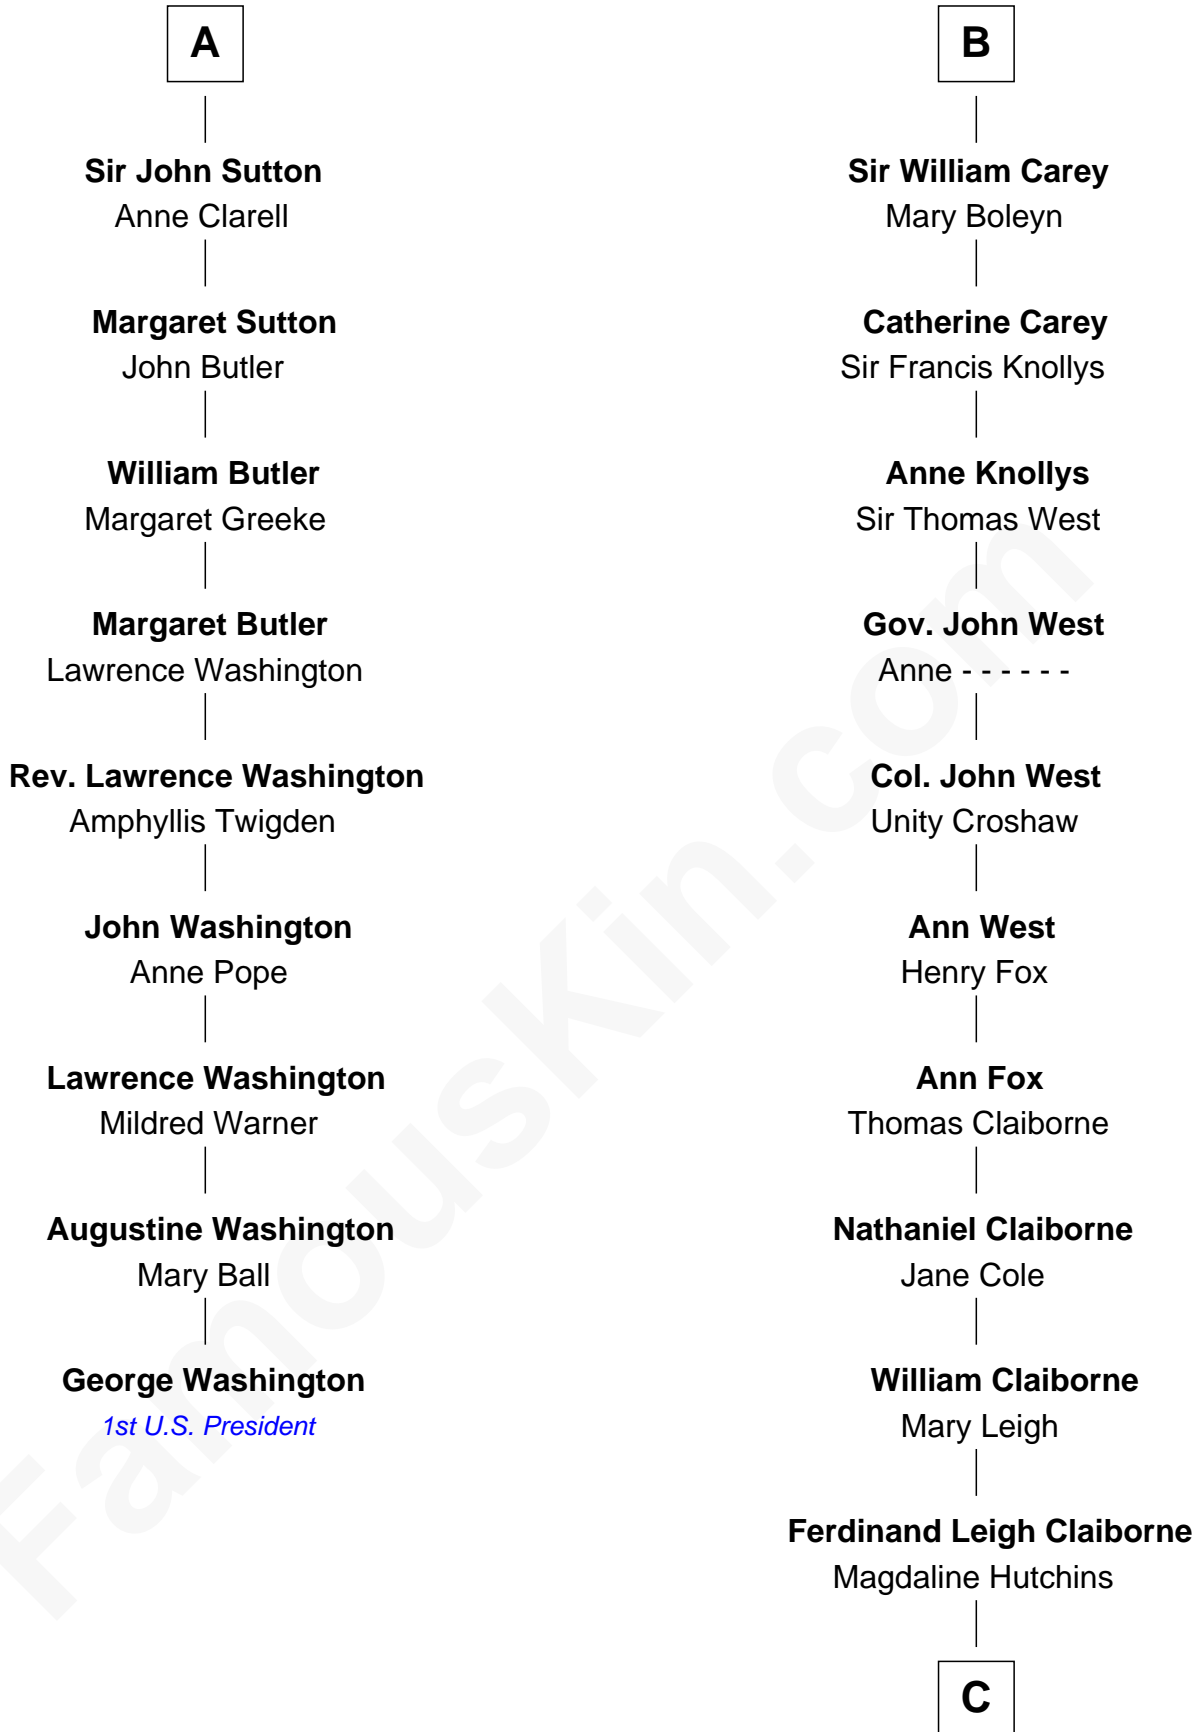 A
Sir John Sutton
Anne Clarell
Margaret Sutton
John Butler
William Butler
Margaret Greeke
Margaret Butler
Lawrence Washington
Rev. Lawrence Washington
Amphyllis Twigden
John Washington
Anne Pope
Lawrence Washington
Mildred Warner
Augustine Washington
Mary Ball
George Washington
1st U.S. President
B
Sir William Carey
Mary Boleyn
Catherine Carey
Sir Francis Knollys
Anne Knollys
Sir Thomas West
Gov. John West
Anne - - - - - -
Col. John West
Unity Croshaw
Ann West
Henry Fox
Ann Fox
Thomas Claiborne
Nathaniel Claiborne
Jane Cole
William Claiborne
Mary Leigh
Ferdinand Leigh Claiborne
Magdaline Hutchins
C
FamousKin.com